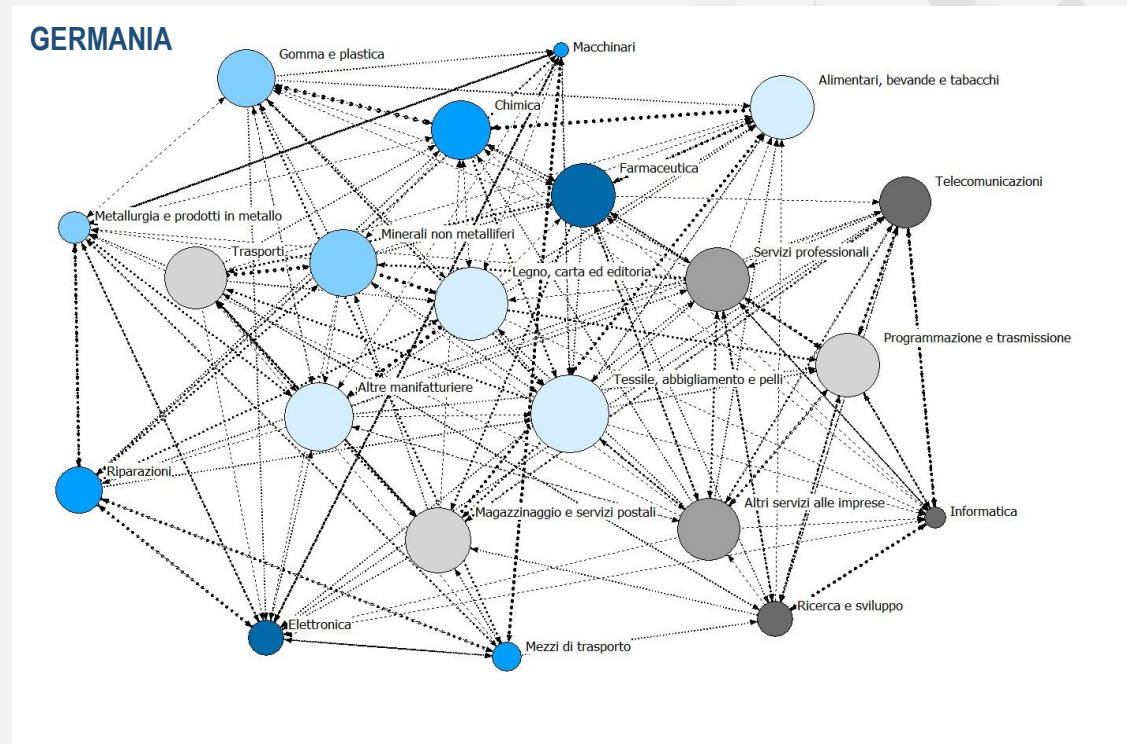 GERMANIA
Gomma e plastica
Macchinari
Alimentari, bevande e tabacchi
Chimica
Farmaceutica
Telecomunicazioni
Metallurgia e prodotti in metallo
Minerali non metalliferi
Trasporti
Servizi professionali
Legno, carta ed editoria
Programmazione e trasmissione
Altre manifatturiere
Tessile, abbigliamento e pelli
Riparazioni
Magazzinaggio e servizi postali
Altri servizi alle imprese
Informatica
Ricerca e sviluppo
Elettronica
Mezzi di trasporto